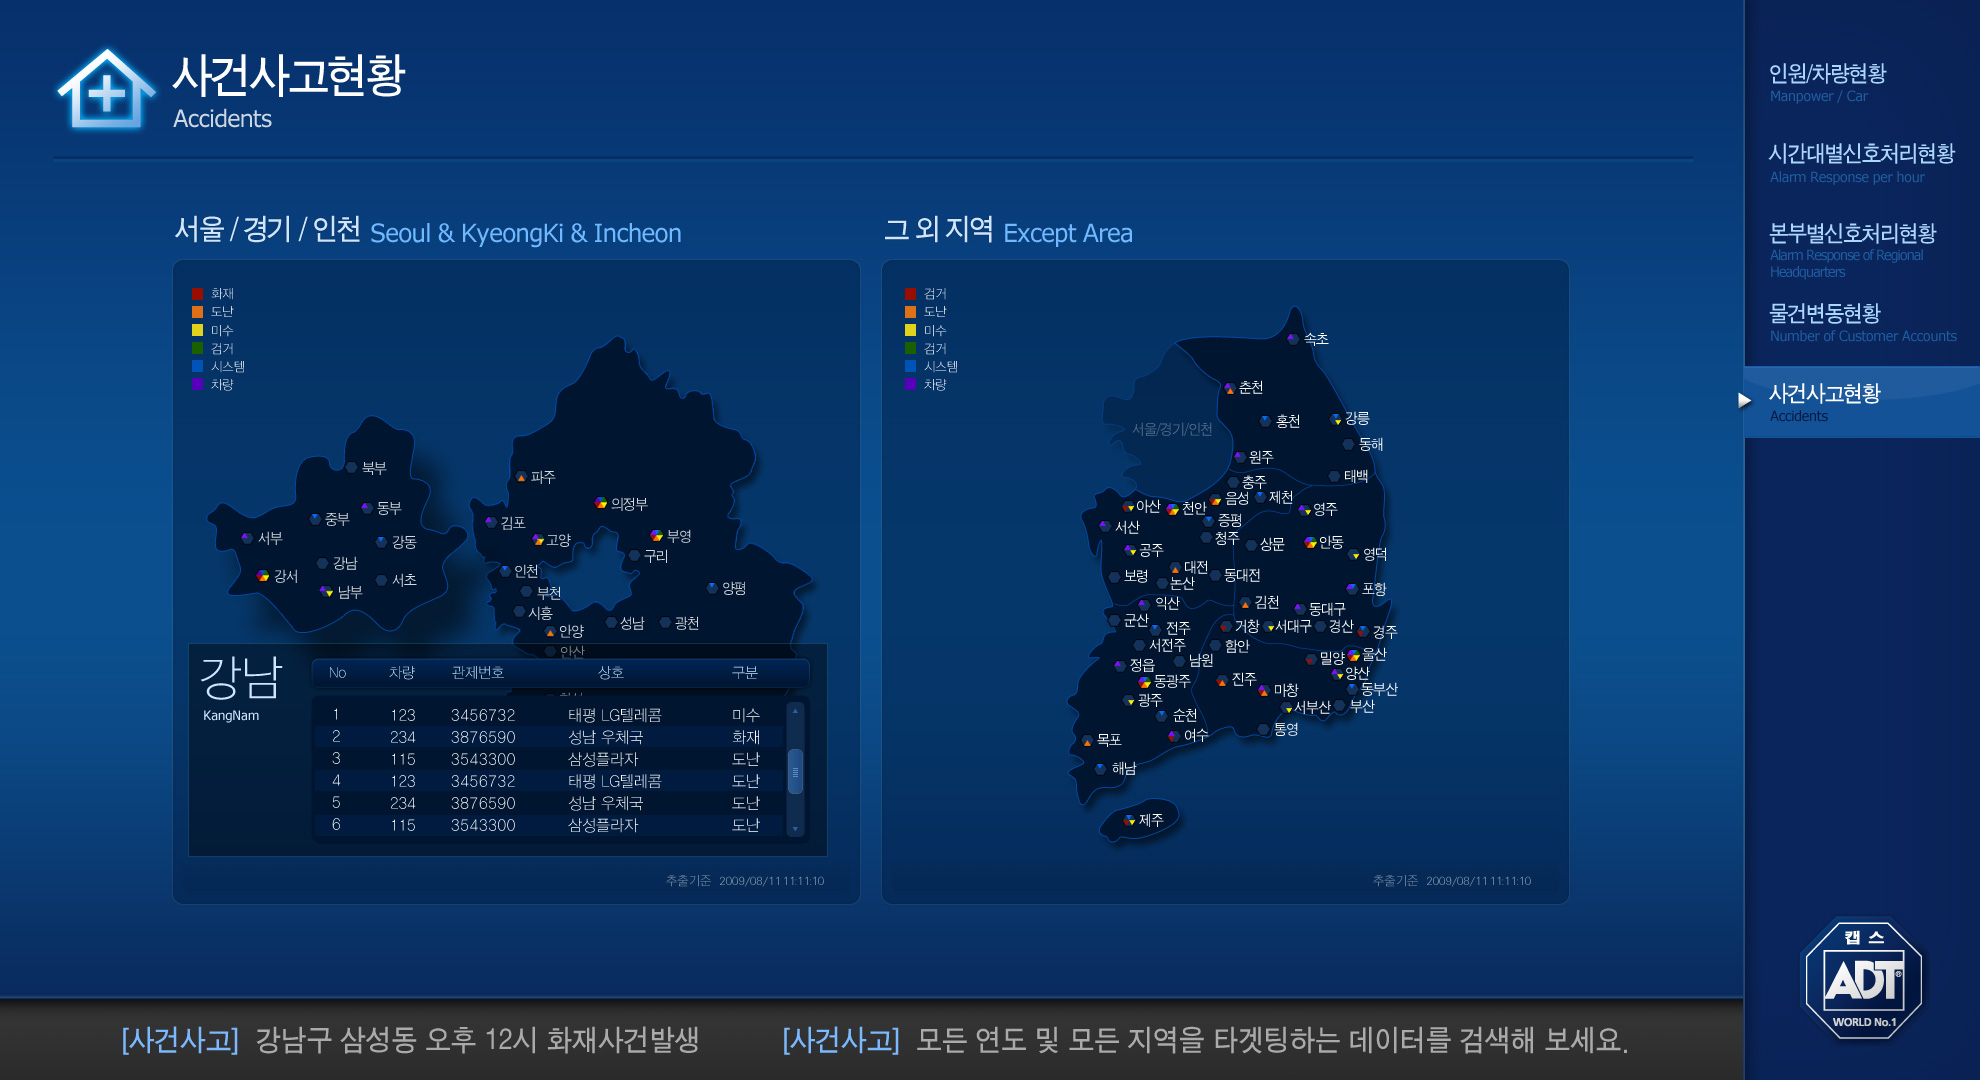 사건사고현황
Accidents
서울 / 경기 / 인천 Seoul & KyeongKi & Incheon
화재
도난
미수
검거
시스템
차량
북부
동부
중부
서부
강동
강남
강서
서초
남부
파주
의정부
김포
고양
부영
구리
인천
부천
양평
시흥
성남
광천
안양
안산
강남
KangNam
No 차량 관제번호 상호 구분
1 123 3456732 태평 LG텔레콤 미수
2 234 3876590 성남 우체국 화재
3 115 3543300 삼성플라자 도난
4 123 3456732 태평 LG텔레콤 도난
5 234 3876590 성남 우체국 도난
6 115 3543300 삼성플라자 도난
추출기준 2009/08/11 11:11:10
그 외 지역 Except Area
검거
도난
미수
검거
시스템
차량
속초
춘천
홍천
강릉
서울/경기/인천
동해
원주
태백
충주
음성
제천
아산
천안
영주
증평
서산
청주
상문
안동
공주
영덕
대전
보령
동대전
논산
포항
익산
김천
동대구
군산
전주
거창
서대구
경산
경주
서전주
함안
정읍
남원
밀양
울산
동광주
진주
양산
마창
동부산
광주
서부산
부산
순천
통영
여수
목포
해남
제주
추출기준 2009/08/11 11:11:10
인원/차량현황
Manpower / Car
시간대별신호처리현황
Alarm Response per hour
본부별신호처리현황
Alarm Response of Regional
Headquarters
물건변동현황
Number of Customer Accounts
사건사고현황
Accidents
캡스
ADT®
WORLD No.1
[사건사고] 강남구 삼성동 오후 12시 화재사건발생
[사건사고] 모든 연도 및 모든 지역을 타겟팅하는 데이터를 검색해 보세요.